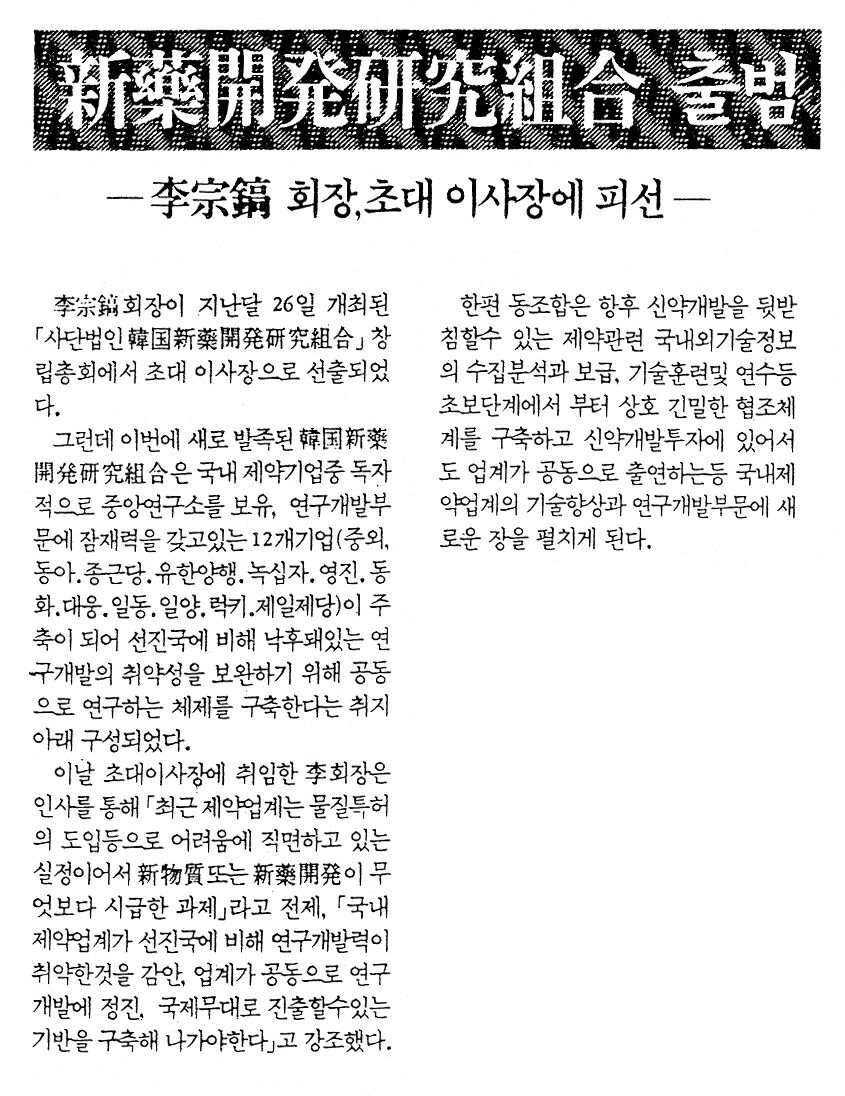 新藥開発研究組合 출범
— 李宗鎬 회장, 초대 이사장에 피선 —
李宗鎬회장이 지난달 26일 개최된
「사단법인 韓国新藥開発研究組合」 창
립총회에서 초대 이사장으로 선출되었
다.
그런데 이번에 새로 발족된 韓国新藥
開発研究組合은 국내 제약기업중 독자
적으로 중앙연구소를 보유, 연구개발부
문에 잠재력을 갖고있는 12개기업(중외,
동아.종근당.유한양행.녹십자.영진.동
화.대웅.일동.일양.럭키.제일제당)이 주
축이 되어 선진국에 비해 낙후돼있는 연
구개발의 취약성을 보완하기 위해 공동
으로 연구하는 체제를 구축한다는 취지
아래 구성되었다.
이날 초대이사장에 취임한 李회장은
인사를 통해 「최근 제약업계는 물질특허
의 도입등으로 어려움에 직면하고 있는
실정이어서 新物質또는 新藥開発이 무
엇보다 시급한 과제」라고 전제, 「국내
제약업계가 선진국에 비해 연구개발력이
취약한것을 감안, 업계가 공동으로 연구
개발에 정진, 국제무대로 진출할수있는
기반을 구축해 나가야한다」고 강조했다.
한편 동조합은 향후 신약개발을 뒷받
침할수 있는 제약관련 국내외기술정보
의 수집분석과 보급, 기술훈련및 연수등
초보단계에서 부터 상호 긴밀한 협조체
계를 구축하고 신약개발투자에 있어서
도 업계가 공동으로 출연하는등 국내제
약업계의 기술향상과 연구개발부문에 새
로운 장을 펼치게 된다.